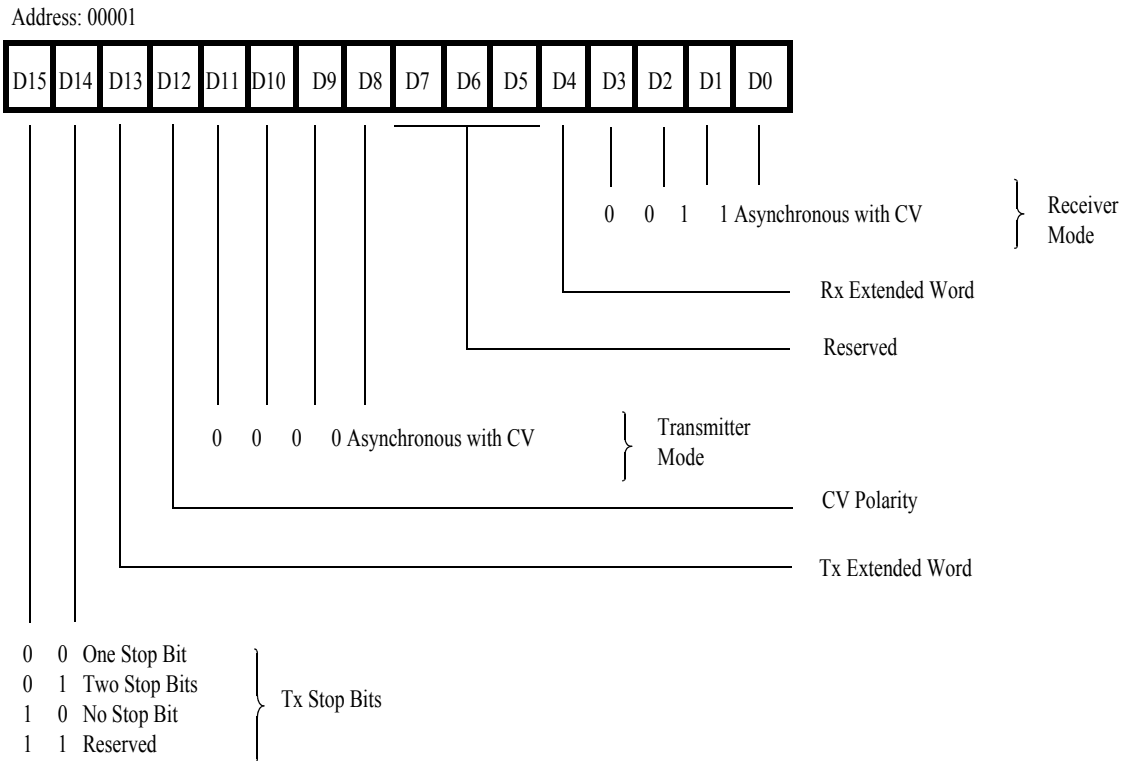 Address: 00001
D15 D14 D13 D12 D11 D10 D9 D8 D7 D6 D5 D4 D3 D2 D1 D0
0 0 1 1 Asynchronous with CV
Receiver
Mode
Rx Extended Word
Reserved
0 0 0 0 Asynchronous with CV
Transmitter
Mode
CV Polarity
Tx Extended Word
0 0 One Stop Bit
0 1 Two Stop Bits
1 0 No Stop Bit
1 1 Reserved
Tx Stop Bits